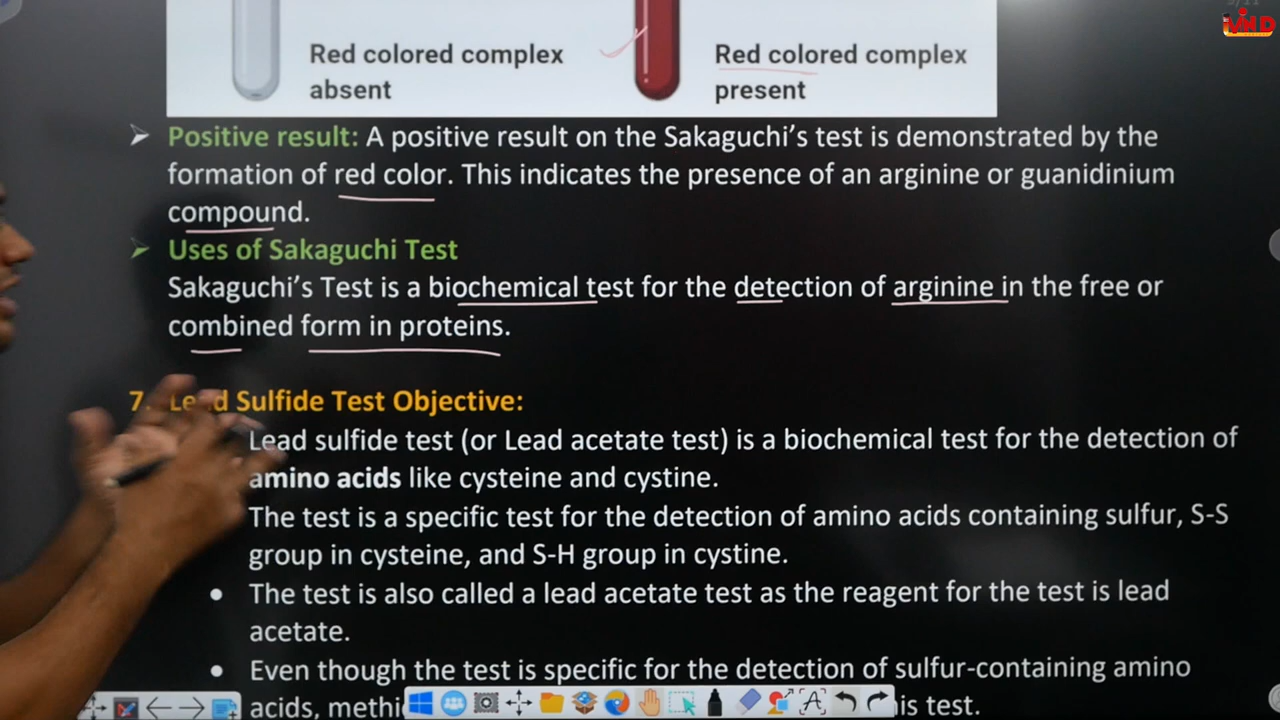 Red colored complex
absent
Red colored complex
present
Positive result: A positive result on the Sakaguchi's test is demonstrated by the
formation of red color. This indicates the presence of an arginine or guanidinium
compound.
Uses of Sakaguchi Test
Sakaguchi's Test is a biochemical test for the detection of arginine in the free or
combined form in proteins.
7. Lead Sulfide Test Objective:
Lead sulfide test (or Lead acetate test) is a biochemical test for the detection of
amino acids like cysteine and cystine.
The test is a specific test for the detection of amino acids containing sulfur, S-S
group in cysteine, and S-H group in cystine.
The test is also called a lead acetate test as the reagent for the test is lead
acetate.
Even though the test is specific for the detection of sulfur-containing amino
acids, is test.